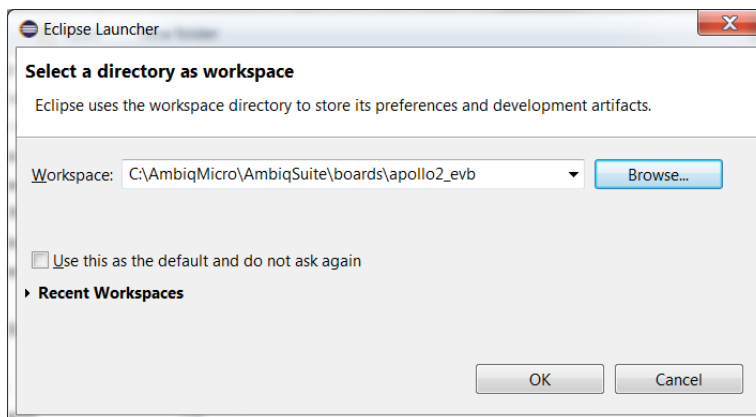 Eclipse Launcher
Select a directory as workspace
Eclipse uses the workspace directory to store its preferences and development artifacts.
Workspace: C:\AmbiqMicro\AmbiqSuite\boards\apollo2_evb Browse...
Use this as the default and do not ask again
Recent Workspaces
OK Cancel